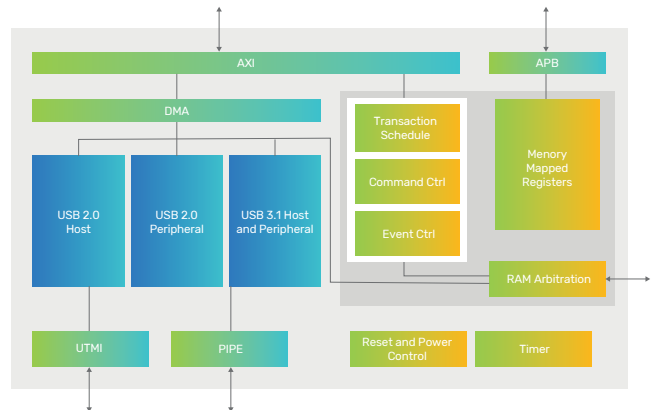 AXI
APB
DMA
Transaction
Schedule
Command Ctrl
Event Ctrl
Menory
Mapped
Registers
USB 2.0
Host
USB 2.0
Peripheral
USB 3.1 Host
and Peripheral
RAM Arbitration
UTMI
PIPE
Reset and Power
Control
Timer